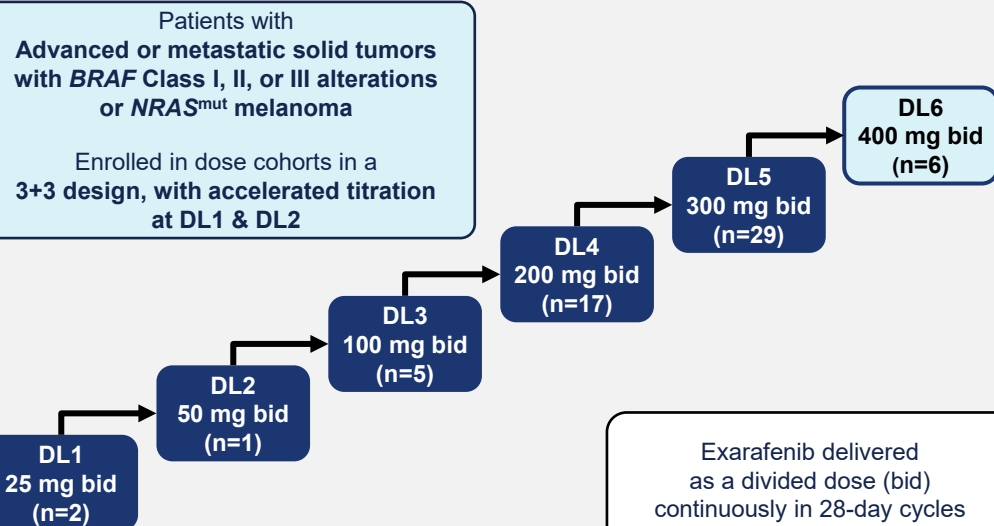 Patients with
Advanced or metastatic solid tumors
with BRAF Class I, II, or III alterations
or NRASmut melanoma
Enrolled in dose cohorts in a
3+3 design, with accelerated titration
at DL1 & DL2
DL6
400 mg bid
(n=6)
DL5
300 mg bid
(n=29)
DL4
200 mg bid
(n=17)
DL3
100 mg bid
(n=5)
DL2
50 mg bid
(n=1)
DL1
25 mg bid
(n=2)
Exarafenib delivered
as a divided dose (bid)
continuously in 28-day cycles